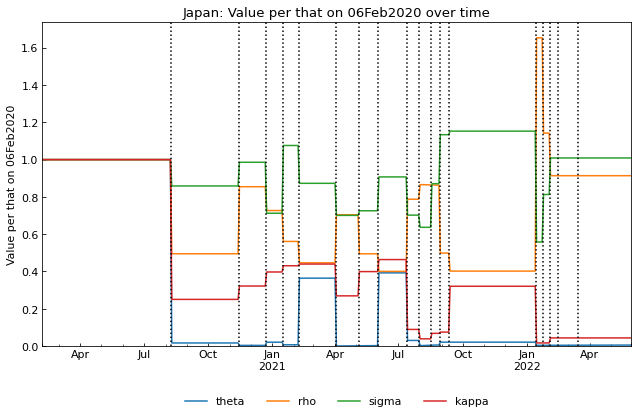 Japan: Value per that on 06Feb2020 over time
Value per that on 06Feb2020
1.6
1.4
1.2
1.0
0.8
0.6
0.4
0.2
0.0
Apr Jul Oct Jan Apr Jul Oct Jan Apr
2021 2022
theta rho sigma kappa